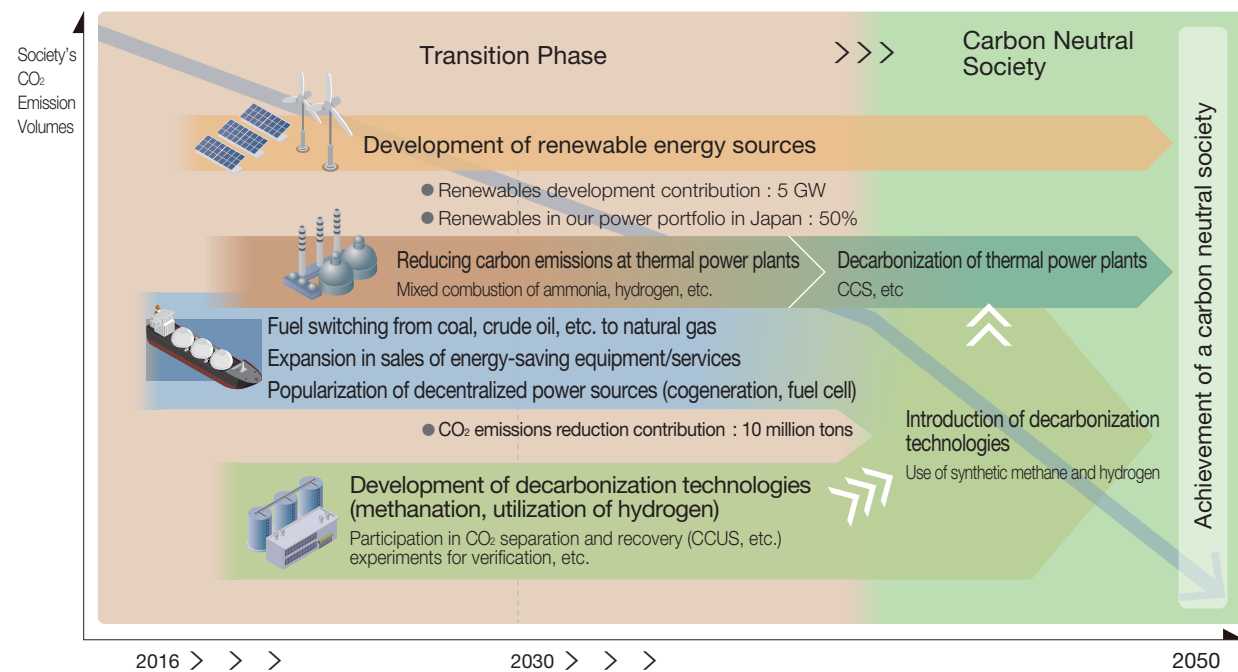 Society's
CO₂
Emission
Volumes
Transition Phase
Carbon Neutral
Society
Development of renewable energy sources
● Renewables development contribution : 5 GW
● Renewables in our power portfolio in Japan : 50%
Reducing carbon emissions at thermal power plants
Mixed combustion of ammonia, hydrogen, etc.
Decarbonization of thermal power plants
CCS, etc
Fuel switching from coal, crude oil, etc. to natural gas
Expansion in sales of energy-saving equipment/services
Popularization of decentralized power sources (cogeneration, fuel cell)
● CO₂ emissions reduction contribution : 10 million tons
Introduction of decarbonization
technologies
Use of synthetic methane and hydrogen
Development of decarbonization technologies
(methanation, utilization of hydrogen)
Participation in CO₂ separation and recovery (CCUS, etc.)
experiments for verification, etc.
Achievement of a carbon neutral society
2016
2030
2050